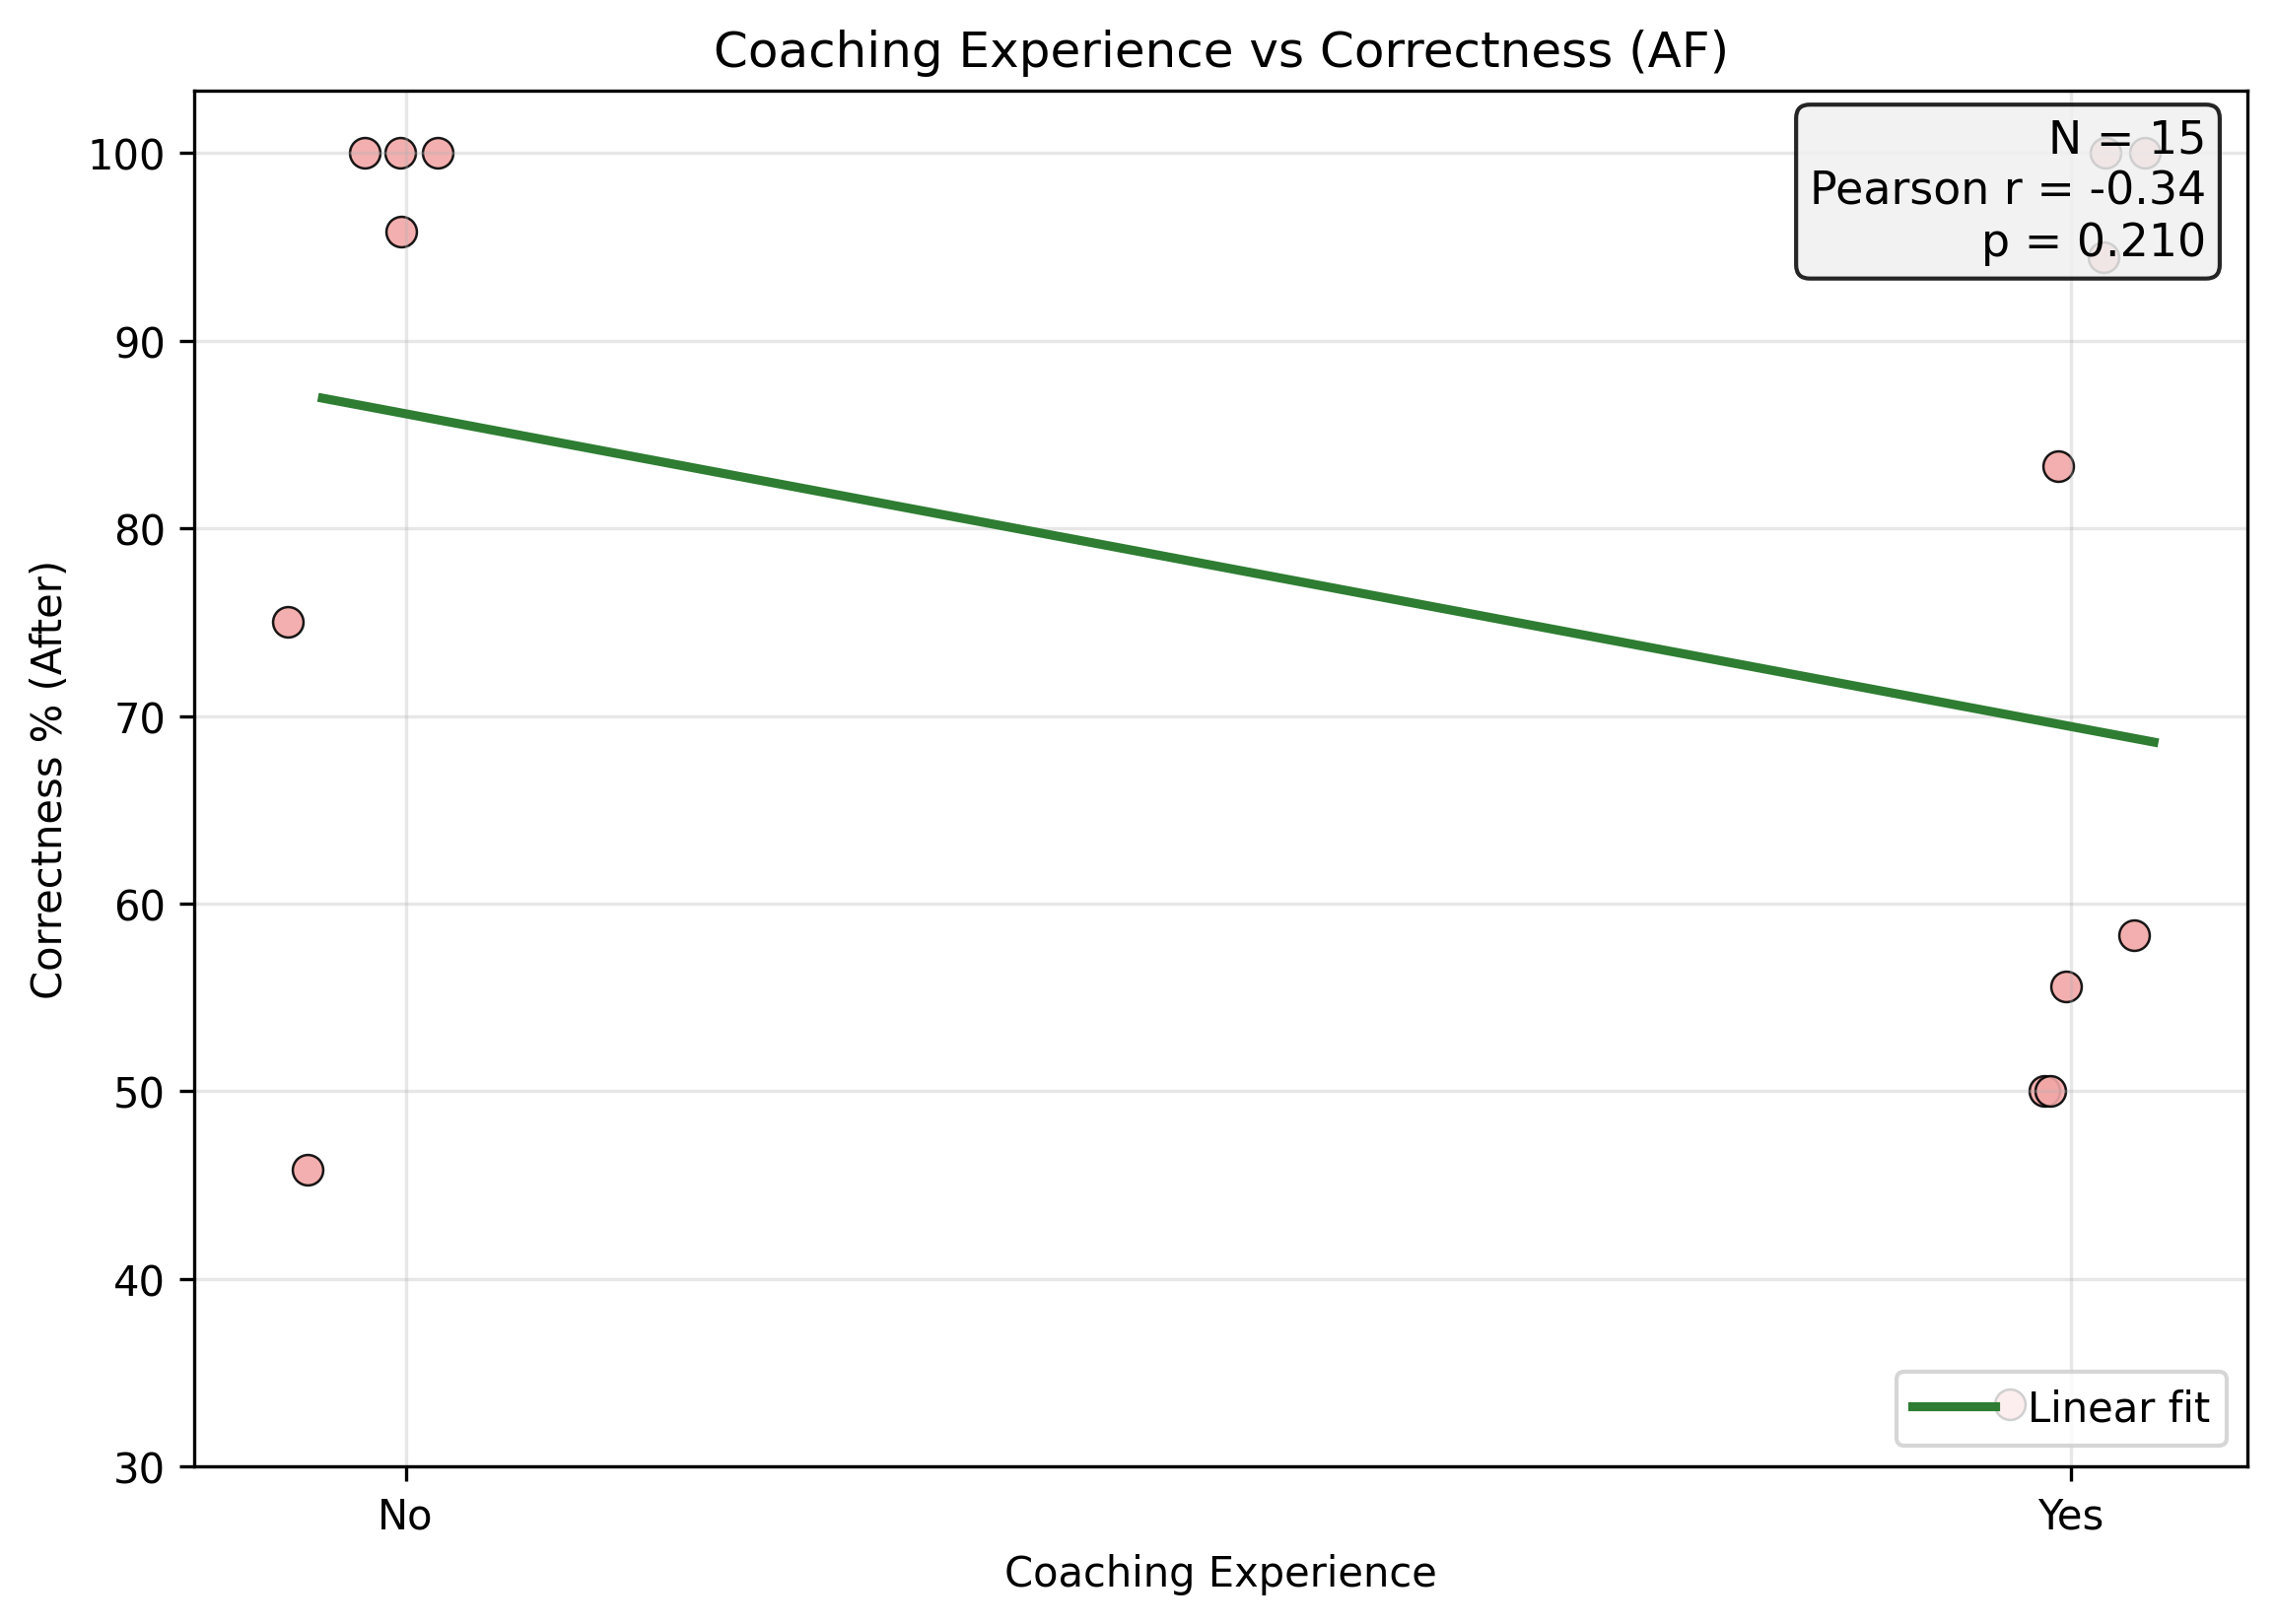 Coaching Experience vs Correctness (AF)
N = 15
Pearson r = -0.34
p = 0.210
100
90
80
70
60
50
40
30
Correctness % (After)
Linear fit
No
Yes
Coaching Experience